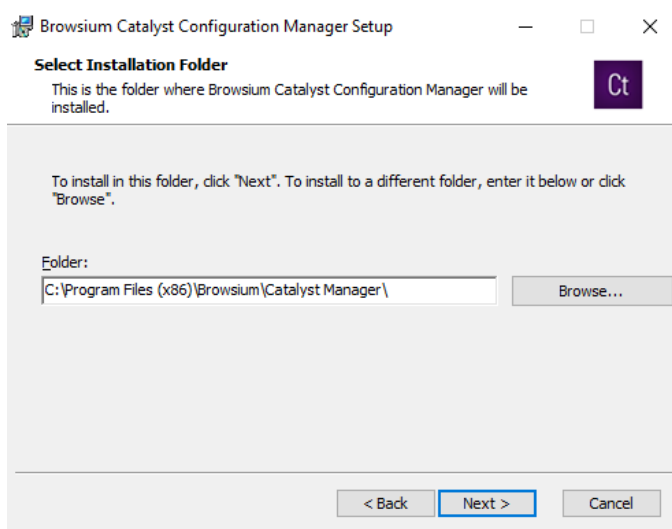 Browsium Catalyst Configuration Manager Setup
Select Installation Folder
This is the folder where Browsium Catalyst Configuration Manager will be
installed.
Ct
To install in this folder, click "Next". To install to a different folder, enter it below or click
"Browse".
Folder:
C:\Program Files (x86)\Browsium\Catalyst Manager\
Browse...
< Back
Next >
Cancel